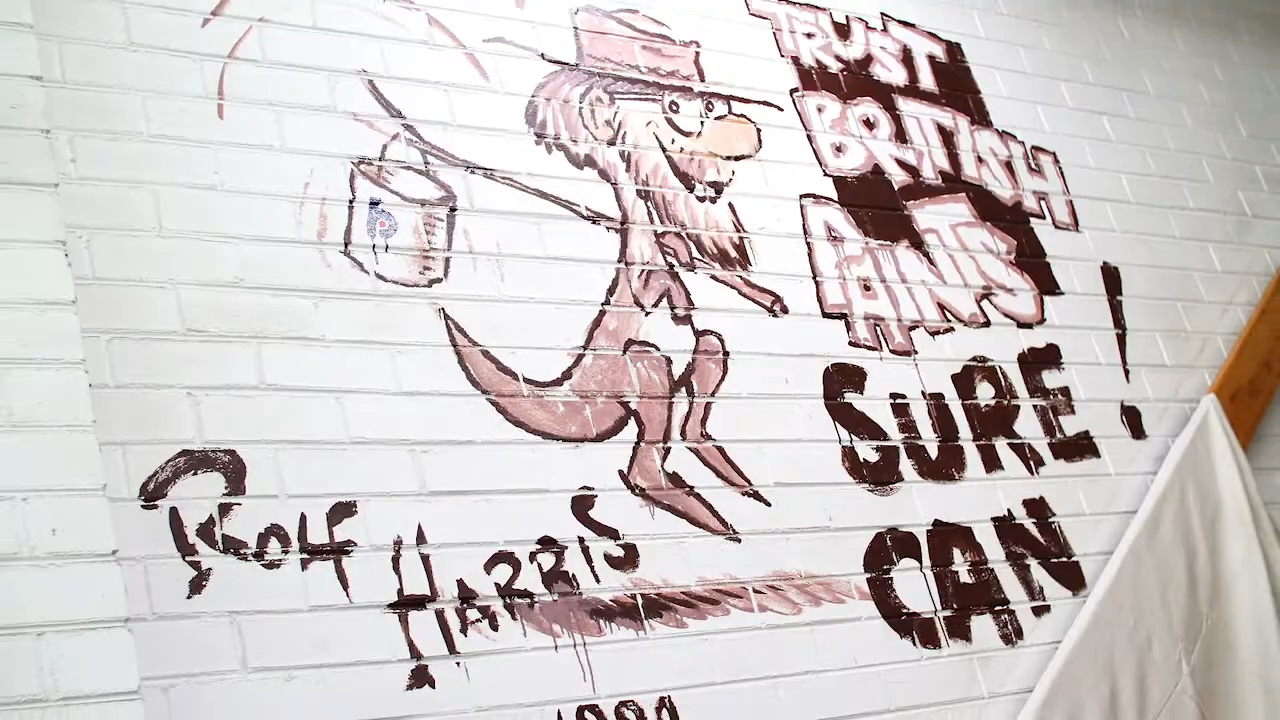 TRUST
BRITISH
PAINTS
SURE!
CAN
ROLF HARRIS